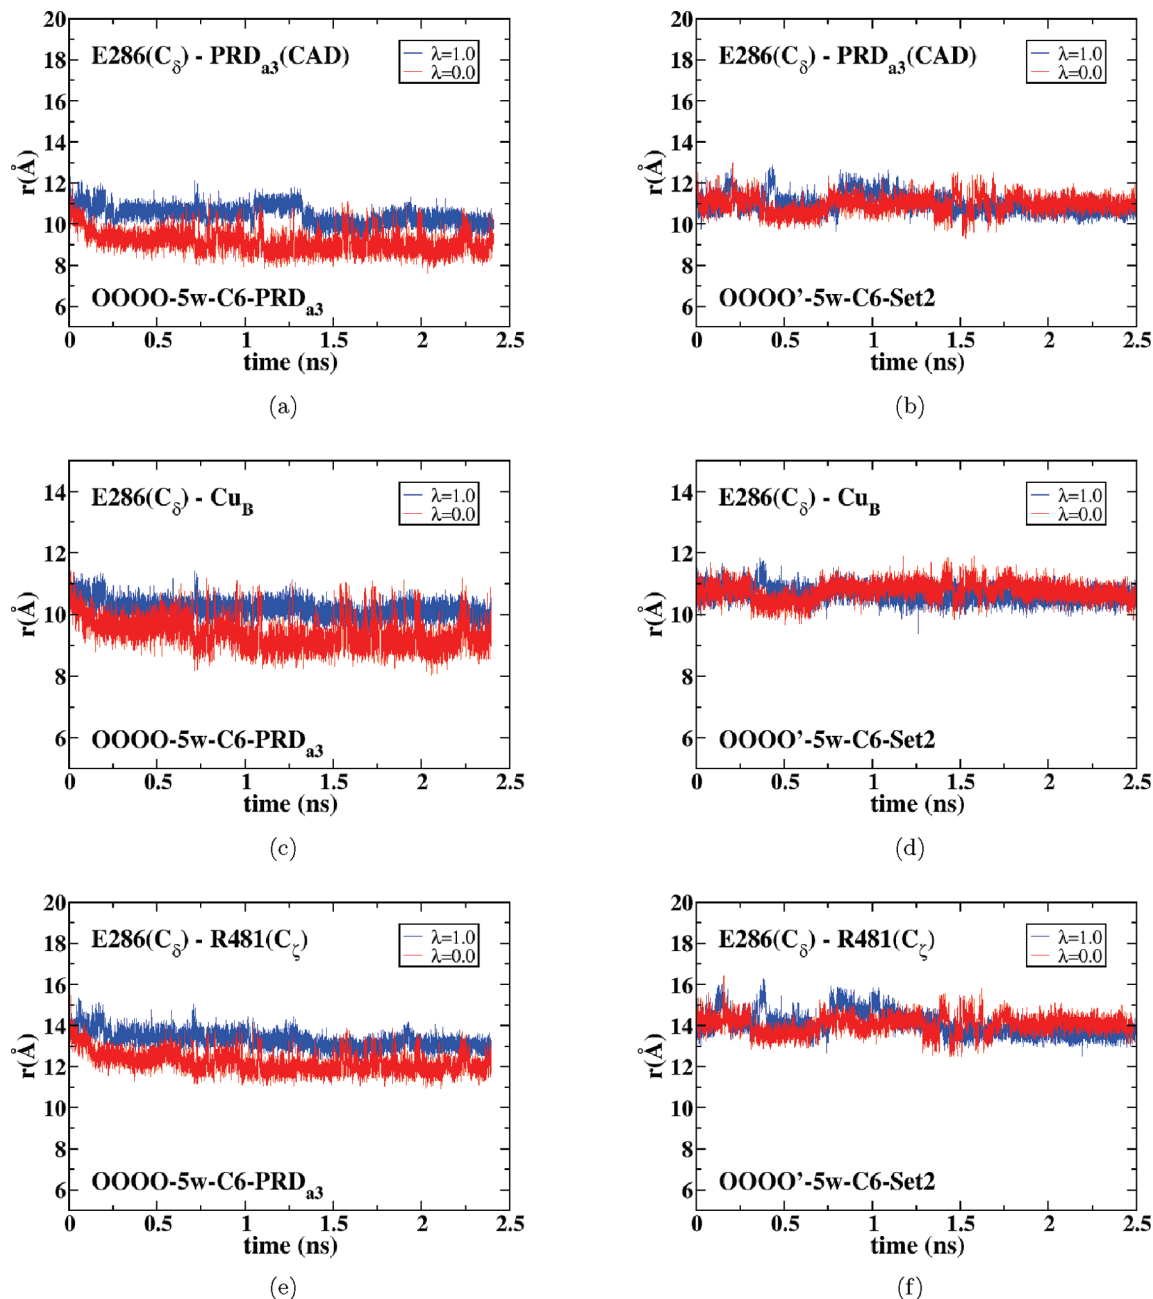 E286(Cδ) - PRDa3(CAD)
λ=1.0
λ=0.0
20
18
16
14
12
10
8
6
r(Å)
OOOO-5w-C6-PRDa3
0 0.5 1 1.5 2 2.5
time (ns)
(a)
E286(Cδ) - PRDa3(CAD)
λ=1.0
λ=0.0
20
18
16
14
12
10
8
6
r(Å)
OOOO'-5w-C6-Set2
0 0.5 1 1.5 2 2.5
time (ns)
(b)
E286(Cδ) - CuB
λ=1.0
λ=0.0
14
12
10
8
6
r(Å)
OOOO-5w-C6-PRDa3
0 0.5 1 1.5 2 2.5
time (ns)
(c)
E286(Cδ) - CuB
λ=1.0
λ=0.0
14
12
10
8
6
r(Å)
OOOO'-5w-C6-Set2
0 0.5 1 1.5 2 2.5
time (ns)
(d)
E286(Cδ) - R481(Cζ)
λ=1.0
λ=0.0
20
18
16
14
12
10
8
6
r(Å)
OOOO-5w-C6-PRDa3
0 0.5 1 1.5 2 2.5
time (ns)
(e)
E286(Cδ) - R481(Cζ)
λ=1.0
λ=0.0
20
18
16
14
12
10
8
6
r(Å)
OOOO'-5w-C6-Set2
0 0.5 1 1.5 2 2.5
time (ns)
(f)